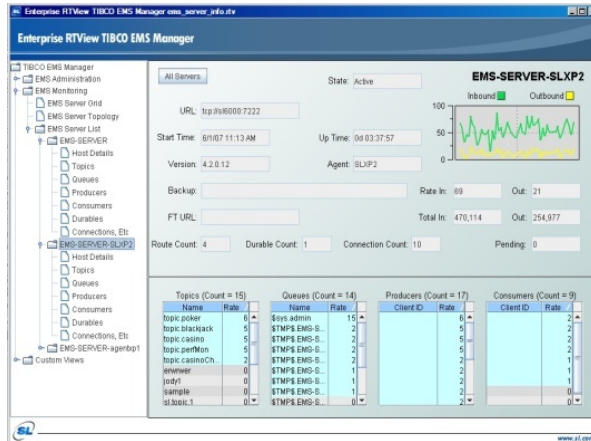 Enterprise RTView TIBCO EMS Manager ems_server_info.rtv
Enterprise RTView TIBCO EMS Manager
TIBCO EMS Manager
EMS Administration
EMS Monitoring
EMS Server Grid
EMS Server Topology
EMS Server List
EMS-SERVER
Host Details
Topics
Queues
Producers
Consumers
Durables
Connections, Etc
EMS-SERVER-SLXP2
Host Details
Topics
Queues
Producers
Consumers
Durables
Connections, Etc
EMS-SERVER-agentxp1
Custom Views
All Servers
State: Active
EMS-SERVER-SLXP2
Inbound Outbound
100
50
0
URL: tcp://sl6000:7222
Start Time: 6/1/07 11:13 AM
Up Time: 0d 03:37:57
Version: 4.2.0.12
Agent: SLXP2
Backup:
Rate In: 69 Out: 21
FT URL:
Total In: 470,114 Out: 254,977
Route Count: 4 Durable Count: 1 Connection Count: 10 Pending: 0
Topics (Count = 15)
Name Rate
topic.poker 6
topic.blackjack 5
topic.casino 5
topic.perfMon 5
topic.casinoCh... 2
erwrwer 0
jody1 0
sample 0
sl.topic.1 0
Queues (Count = 14)
Name Rate
$sys.admin 15
$TMP$.EMS-S... 2
$TMP$.EMS-S... 2
$TMP$.EMS-S... 2
$TMP$.EMS-S... 2
$TMP$.EMS-S... 1
$TMP$.EMS-S... 1
$TMP$.EMS-S... 1
$TMP$.EMS-S... 0
Producers (Count = 17)
Client ID Rate
6
5
5
5
2
2
2
2
2
Consumers (Count = 9)
Client ID Rate
2
2
2
2
1
1
1
0
0
SL
www.sl.com